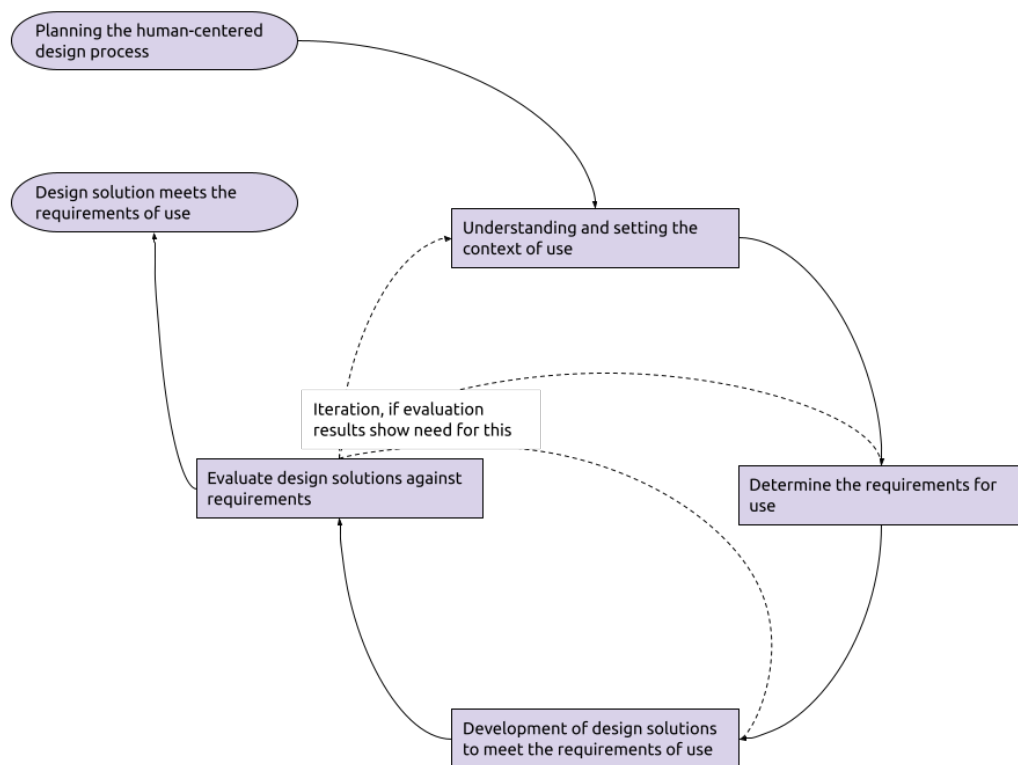 Planning the human-centered
design process
Design solution meets the
requirements of use
Understanding and setting the
context of use
Iteration, if evaluation
results show need for this
Evaluate design solutions against
requirements
Determine the requirements for
use
Development of design solutions
to meet the requirements of use